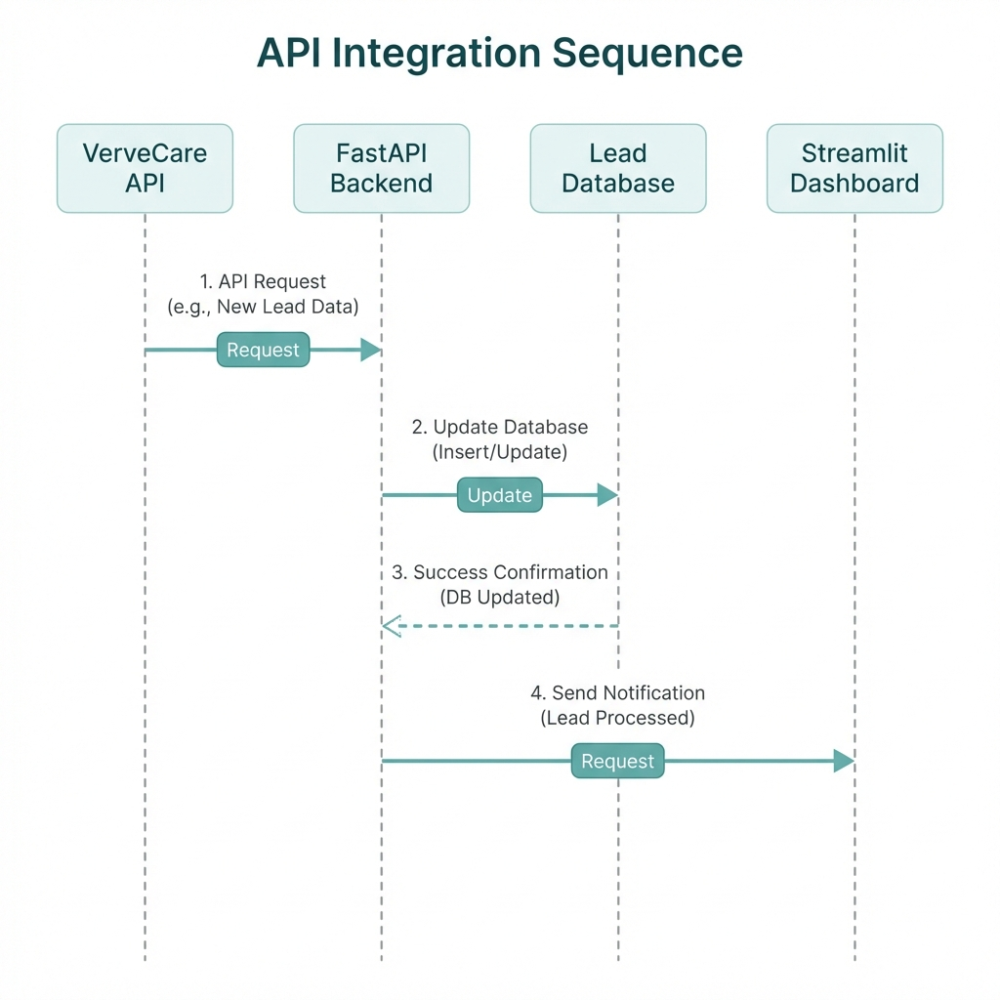 API Integration Sequence
VerveCare
API
FastAPI
Backend
Lead
Database
Streamlit
Dashboard
1. API Request
(e.g., New Lead Data)
Request
2. Update Database
(Insert/Update)
Update
3. Success Confirmation
(DB Updated)
4. Send Notification
(Lead Processed)
Request